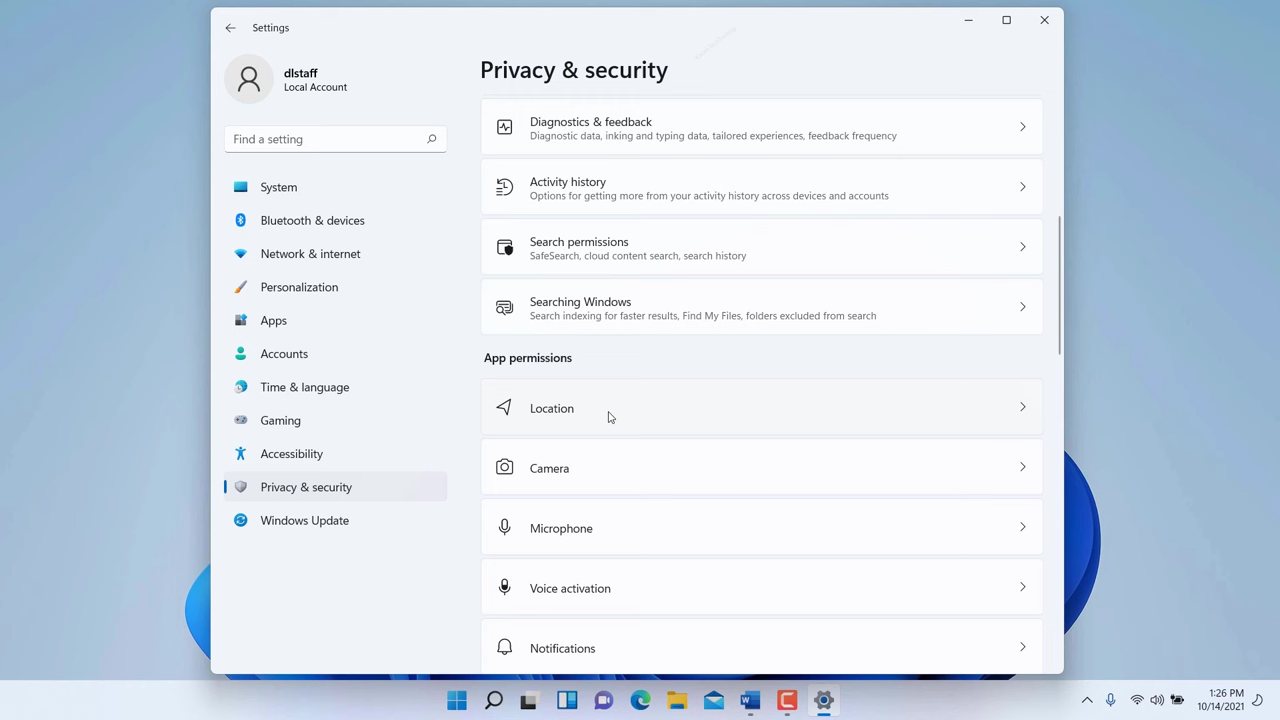 Settings
dlstaff
Local Account
Find a setting
System
Bluetooth & devices
Network & internet
Personalization
Apps
Accounts
Time & language
Gaming
Accessibility
Privacy & security
Windows Update
Privacy & security
Diagnostics & feedback
Diagnostic data, inking and typing data, tailored experiences, feedback frequency
Activity history
Options for getting more from your activity history across devices and accounts
Search permissions
SafeSearch, cloud content search, search history
Searching Windows
Search indexing for faster results, Find My Files, folders excluded from search
App permissions
Location
Camera
Microphone
Voice activation
Notifications
1:26 PM
10/14/2021